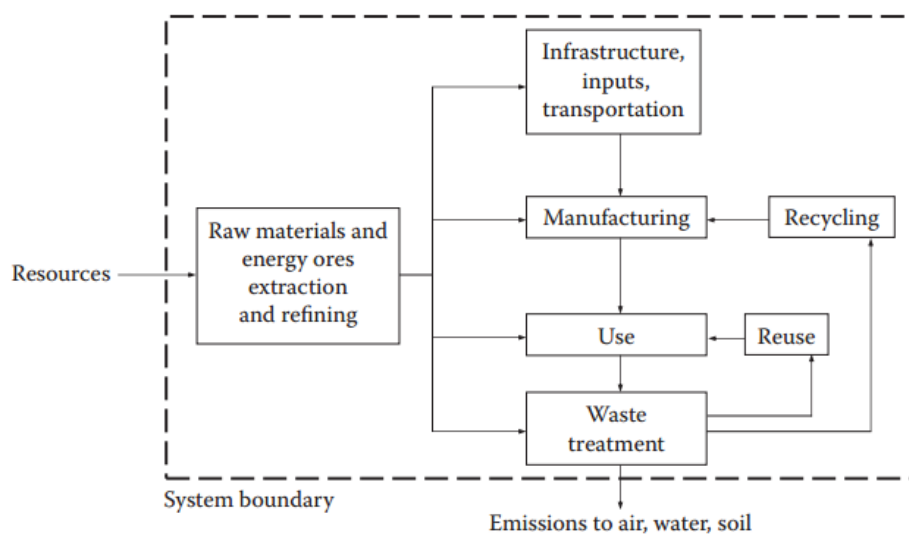 Infrastructure,
inputs,
transportation
Raw materials and
energy ores
extraction
and refining
Manufacturing
Recycling
Resources
Use
Reuse
Waste
treatment
System boundary
Emissions to air, water, soil